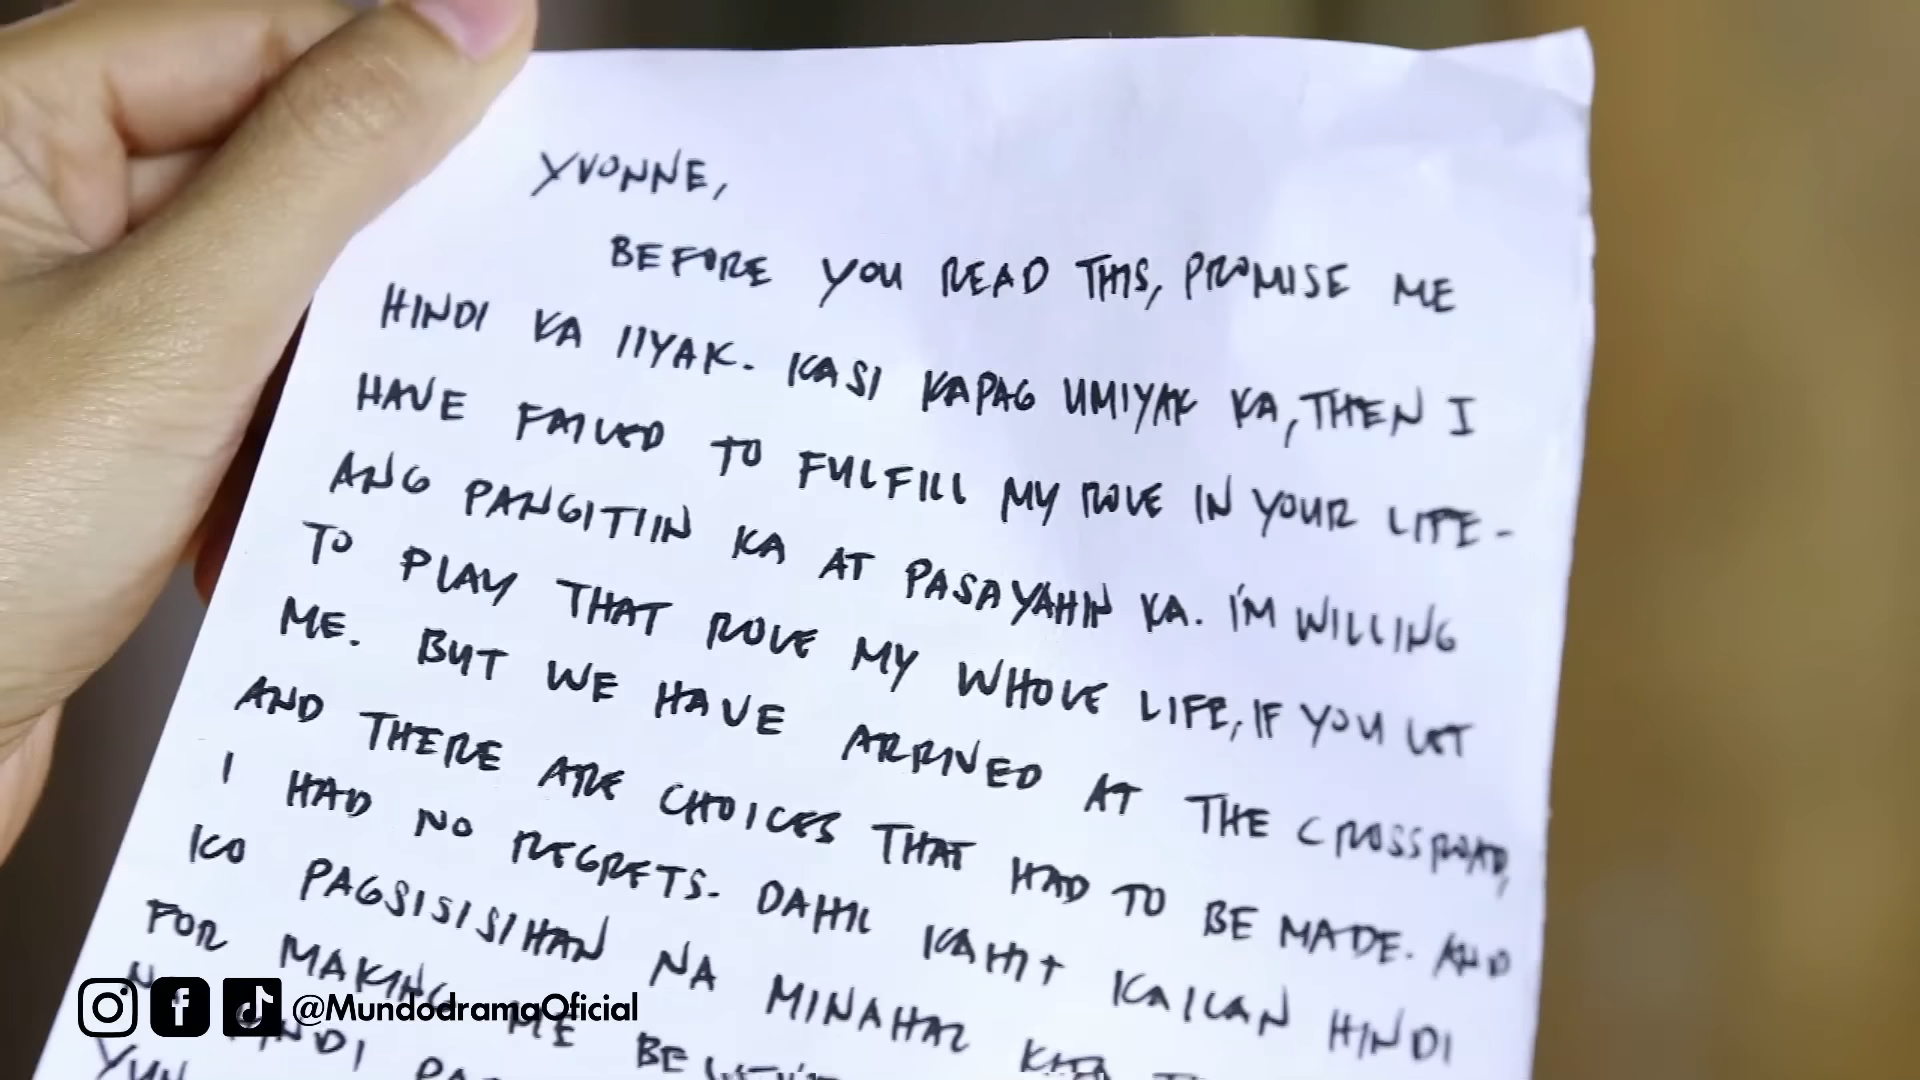 YVONNE,
BEFORE YOU READ THIS, PROMISE ME
HINDI KA IIYAK. KASI KAPAG UMIYAK KA, THEN I
HAVE FAILED TO FULFILL MY ROLE IN YOUR LIFE -
ANG PANGITIIN KA AT PASAYAHIN KA. I'M WILLING
TO PLAY THAT ROLE MY WHOLE LIFE, IF YOU LET
ME. BUT WE HAVE ARRIVED AT THE CROSSROAD,
AND THERE ARE CHOICES THAT HAD TO BE MADE. AND
I HAD NO REGRETS. DAHIL KAHIT KAILAN HINDI
KO PAGSISISIHAN NA MINAHAL KITA
FOR MAKING ME
HINDI
YUN
@MundodramaOficial